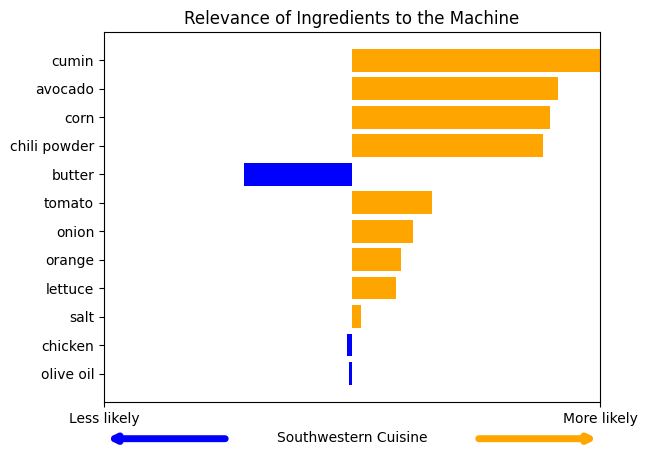 Relevance of Ingredients to the Machine
cumin
avocado
corn
chili powder
butter
tomato
onion
orange
lettuce
salt
chicken
olive oil
Less likely
More likely
Southwestern Cuisine